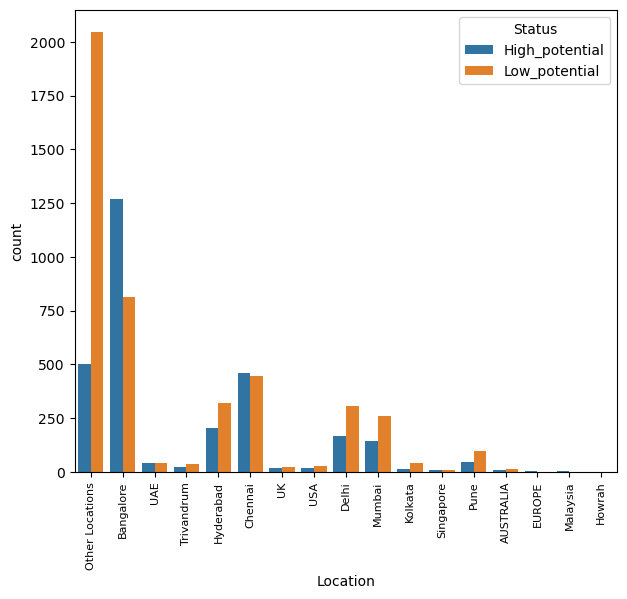 Status
High_potential
Low_potential
2000
1750
1500
1250
1000
750
500
250
0
count
Other Locations
Bangalore
UAE
Trivandrum
Hyderabad
Chennai
UK
USA
Delhi
Mumbai
Kolkata
Singapore
Pune
AUSTRALIA
EUROPE
Malaysia
Howrah
Location